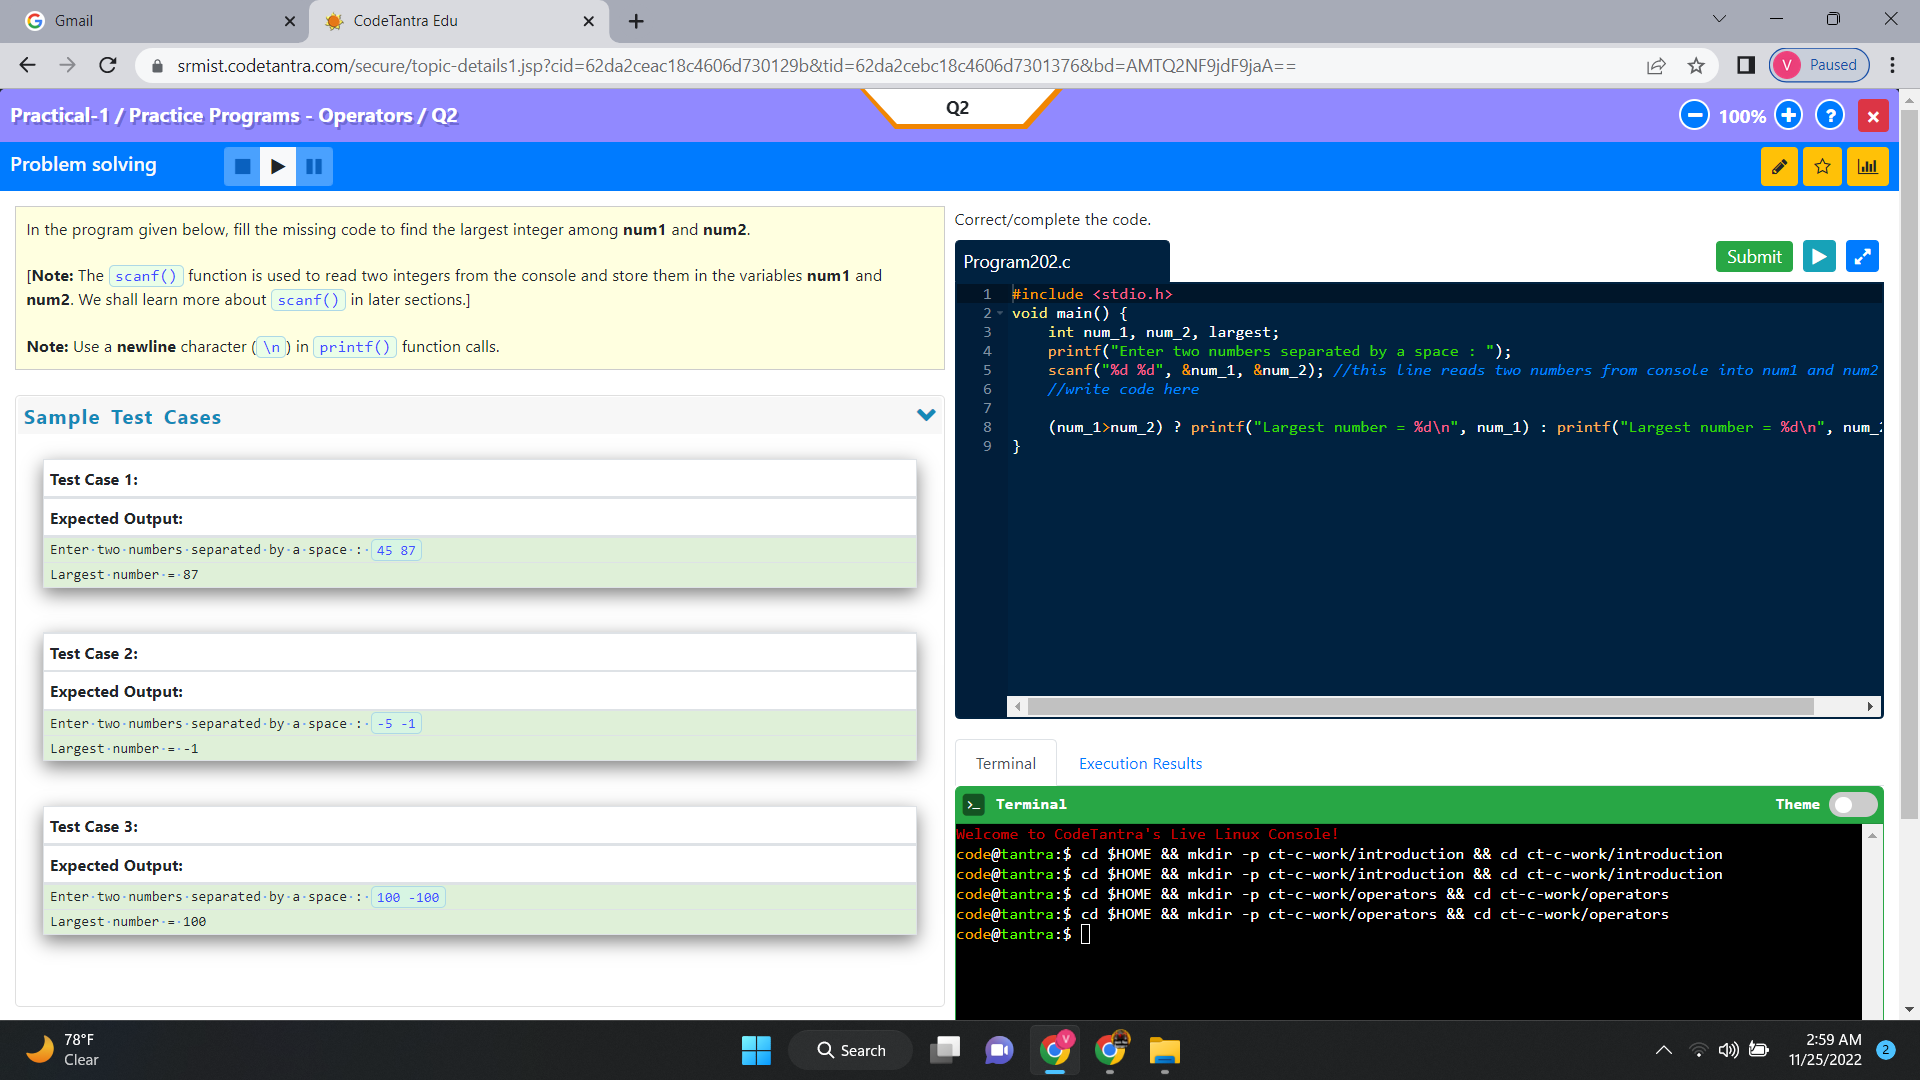 Gmail
CodeTantra Edu
srmist.codetantra.com/secure/topic-details1.jsp?cid=62da2ceac18c4606d730129b&tid=62da2cebc18c4606d7301376&bd=AMTQ2NF9jdF9jaA==
V Paused
Practical-1 / Practice Programs - Operators / Q2
Q2
100%
?
Problem solving
In the program given below, fill the missing code to find the largest integer among num1 and num2.
[Note: The scanf() function is used to read two integers from the console and store them in the variables num1 and
num2. We shall learn more about scanf() in later sections.]
Note: Use a newline character (\n) in printf() function calls.
Sample Test Cases
Test Case 1:
Expected Output:
Enter·two·numbers·separated·by·a·space·:· 45 87
Largest·number·=·87
Test Case 2:
Expected Output:
Enter·two·numbers·separated·by·a·space·:· -5 -1
Largest·number·=·-1
Test Case 3:
Expected Output:
Enter·two·numbers·separated·by·a·space·:· 100 -100
Largest·number·=·100
Correct/complete the code.
Program202.c
Submit
1 #include <stdio.h>
2 void main() {
3 int num_1, num_2, largest;
4 printf("Enter two numbers separated by a space : ");
5 scanf("%d %d", &num_1, &num_2); //this line reads two numbers from console into num1 and num2
6 //write code here
7
8 (num_1>num_2) ? printf("Largest number = %d\n", num_1) : printf("Largest number = %d\n", num_
9 }
Terminal
Execution Results
>_ Terminal
Theme
Welcome to CodeTantra's Live Linux Console!
code@tantra:$ cd $HOME && mkdir -p ct-c-work/introduction && cd ct-c-work/introduction
code@tantra:$ cd $HOME && mkdir -p ct-c-work/introduction && cd ct-c-work/introduction
code@tantra:$ cd $HOME && mkdir -p ct-c-work/operators && cd ct-c-work/operators
code@tantra:$ cd $HOME && mkdir -p ct-c-work/operators && cd ct-c-work/operators
code@tantra:$
78°F
Clear
Search
V
2:59 AM
11/25/2022
2